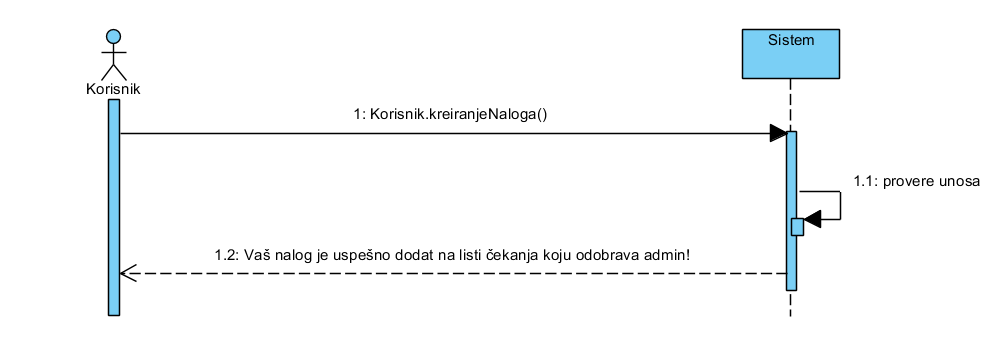 Sistem
Korisnik
1: Korisnik.kreiranjeNaloga()
1.1: provere unosa
1.2: Vaš nalog je uspešno dodat na listi čekanja koju odobrava admin!